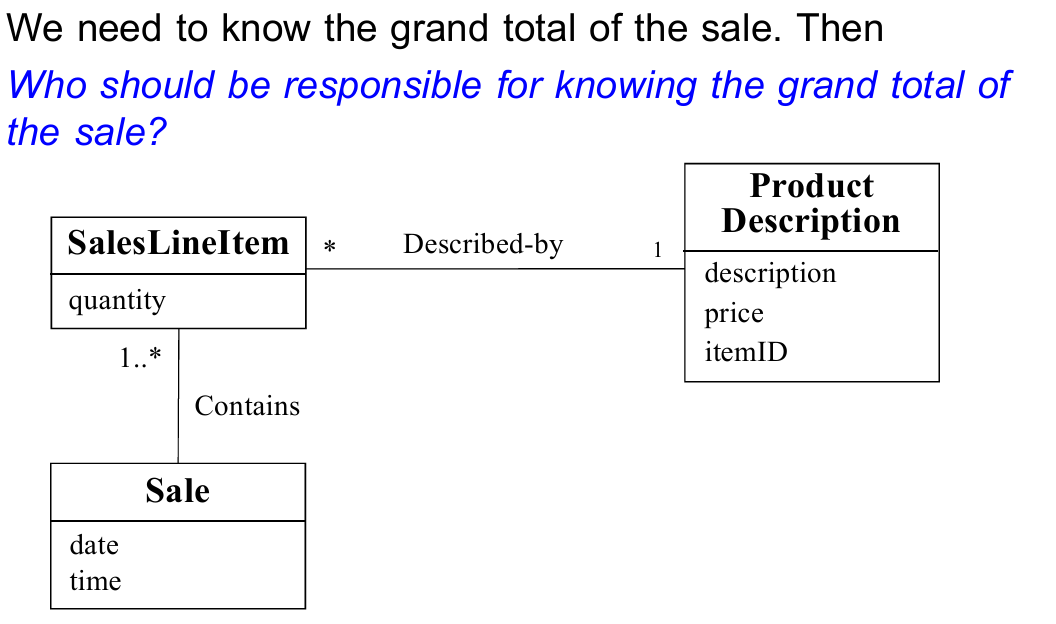 We need to know the grand total of the sale. Then
Who should be responsible for knowing the grand total of
the sale?
Product
Description
SalesLineItem
* Described-by 1
description
quantity
price
1..*
itemID
Contains
Sale
date
time